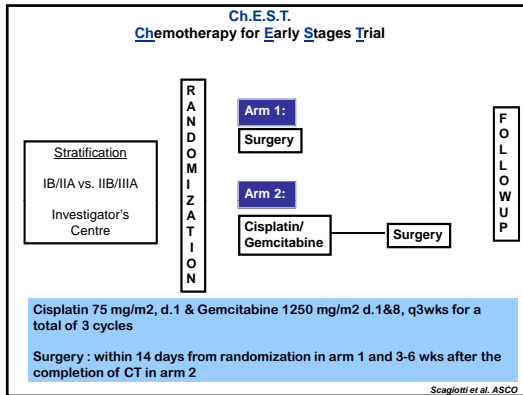 Ch.E.S.T.
Chemotherapy for Early Stages Trial
Stratification
IB/IIA vs. IIB/IIIA
Investigator's
Centre
RANDOMIZATION
Arm 1:
Surgery
Arm 2:
Cisplatin/
Gemcitabine
Surgery
FOLLOWUP
Cisplatin 75 mg/m2, d.1 & Gemcitabine 1250 mg/m2 d.1&8, q3wks for a
total of 3 cycles
Surgery : within 14 days from randomization in arm 1 and 3-6 wks after the
completion of CT in arm 2
Scagiotti et al. ASCO